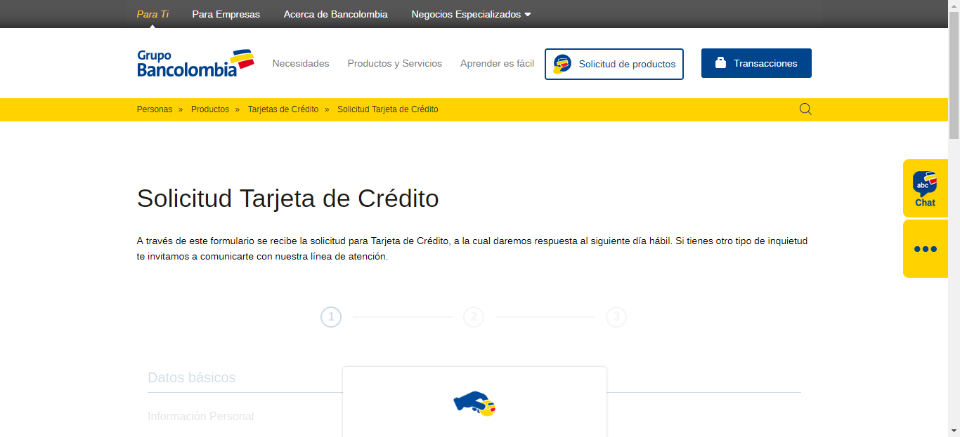 Para Ti Para Empresas Acerca de Bancolombia Negocios Especializados
Grupo
Bancolombia
Necesidades Productos y Servicios Aprender es fácil Solicitud de productos Transacciones
Personas » Productos » Tarjetas de Crédito » Solicitud Tarjeta de Crédito
abc
Chat
Solicitud Tarjeta de Crédito
A través de este formulario se recibe la solicitud para Tarjeta de Crédito, a la cual daremos respuesta al siguiente día hábil. Si tienes otro tipo de inquietud
te invitamos a comunicarte con nuestra línea de atención.
1 2 3
Datos básicos
Información Personal